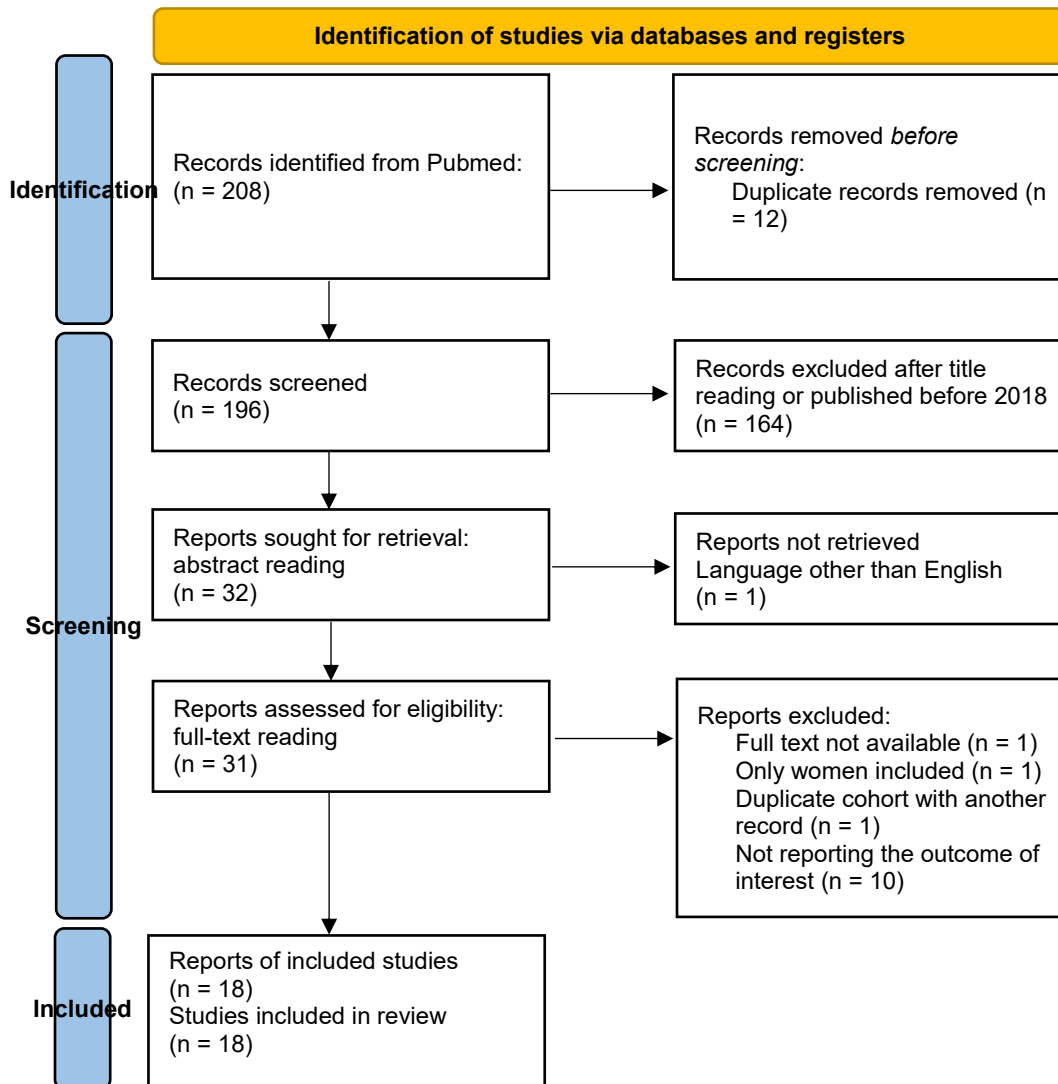 Identification of studies via databases and registers
Identification
Records identified from Pubmed:
(n = 208)
Records removed before
screening:
Duplicate records removed (n
= 12)
Screening
Records screened
(n = 196)
Records excluded after title
reading or published before 2018
(n = 164)
Reports sought for retrieval:
abstract reading
(n = 32)
Reports not retrieved
Language other than English
(n = 1)
Reports assessed for eligibility:
full-text reading
(n = 31)
Reports excluded:
Full text not available (n = 1)
Only women included (n = 1)
Duplicate cohort with another
record (n = 1)
Not reporting the outcome of
interest (n = 10)
Included
Reports of included studies
(n = 18)
Studies included in review
(n = 18)